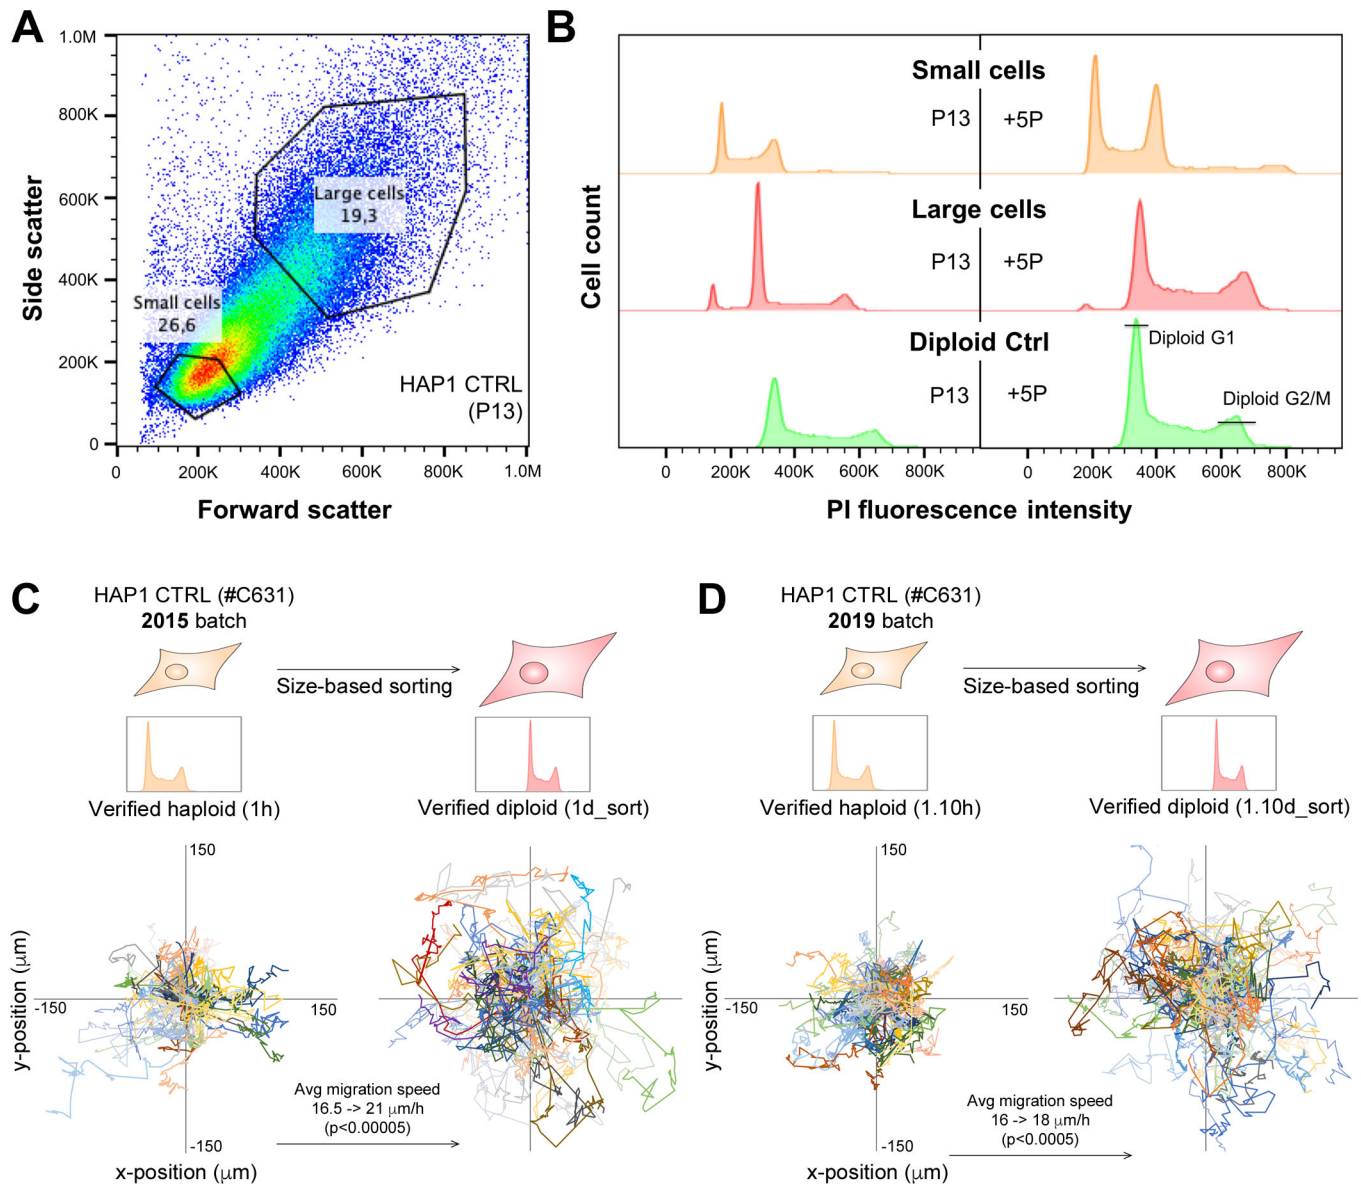 A
1.0M
800K
600K
400K
200K
0
Side scatter
Large cells
19,3
Small cells
26,6
HAP1 CTRL
(P13)
0
200K
400K
600K
800K
1.0M
Forward scatter
B
Cell count
Small cells
P13
+5P
Large cells
P13
+5P
Diploid Ctrl
P13
+5P
Diploid G1
Diploid G2/M
0
200K
400K
600K
800K
0
200K
400K
600K
800K
PI fluorescence intensity
C
HAP1 CTRL (#C631)
2015 batch
Size-based sorting
Verified haploid (1h)
Verified diploid (1d_sort)
150
-150
150
-150
y-position (μm)
x-position (μm)
Avg migration speed
16.5 -> 21 μm/h
(p<0.00005)
D
HAP1 CTRL (#C631)
2019 batch
Size-based sorting
Verified haploid (1.10h)
Verified diploid (1.10d_sort)
150
-150
150
-150
y-position (μm)
x-position (μm)
Avg migration speed
16 -> 18 μm/h
(p<0.0005)